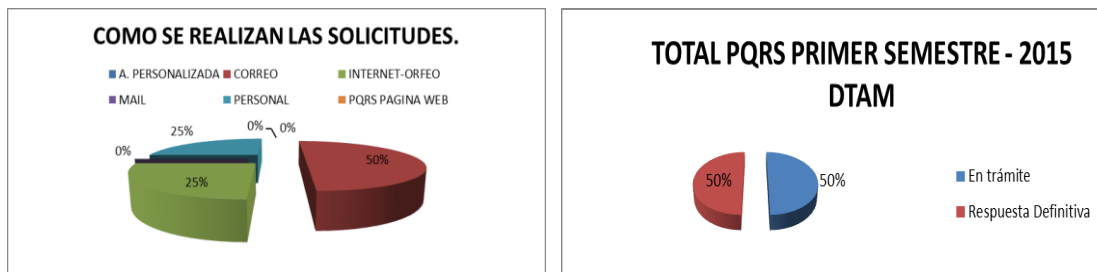 COMO SE REALIZAN LAS SOLICITUDES.
A. PERSONALIZADA CORREO INTERNET-ORFEO
MAIL PERSONAL PQRS PAGINA WEB
0% 0%
25%
0%
50%
25%
TOTAL PQRS PRIMER SEMESTRE - 2015
DTAM
50% 50%
En trámite
Respuesta Definitiva